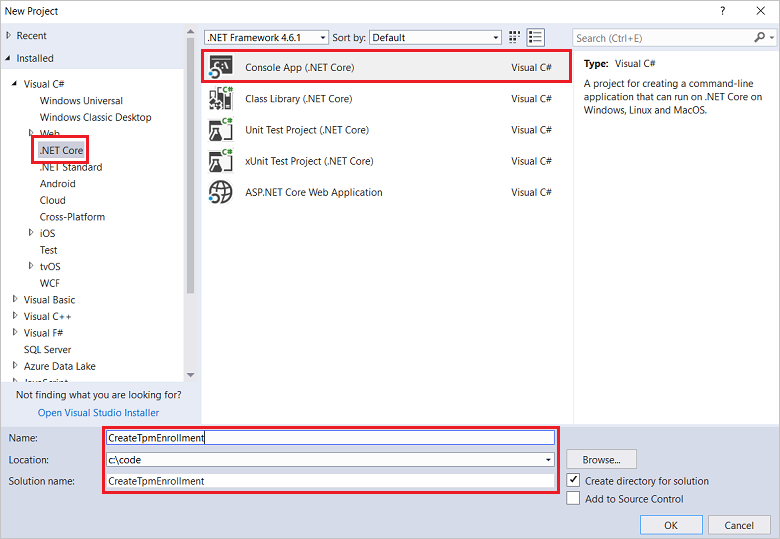 New Project
?
Recent
Installed
Visual C#
Windows Universal
Windows Classic Desktop
Web
.NET Core
.NET Standard
Android
Cloud
Cross-Platform
iOS
Test
tvOS
WCF
Visual Basic
Visual C++
Visual F#
SQL Server
Azure Data Lake
JavaScript
Not finding what you are looking for?
Open Visual Studio Installer
.NET Framework 4.6.1 Sort by: Default
C:\ Console App (.NET Core) Visual C#
C# Class Library (.NET Core) Visual C#
C# Unit Test Project (.NET Core) Visual C#
C# xUnit Test Project (.NET Core) Visual C#
ASP.NET Core Web Application Visual C#
Search (Ctrl+E)
Type: Visual C#
A project for creating a command-line
application that can run on .NET Core on
Windows, Linux and MacOS.
Name: CreateTpmEnrollment
Location: c:\code Browse...
Solution name: CreateTpmEnrollment
Create directory for solution
Add to Source Control
OK Cancel